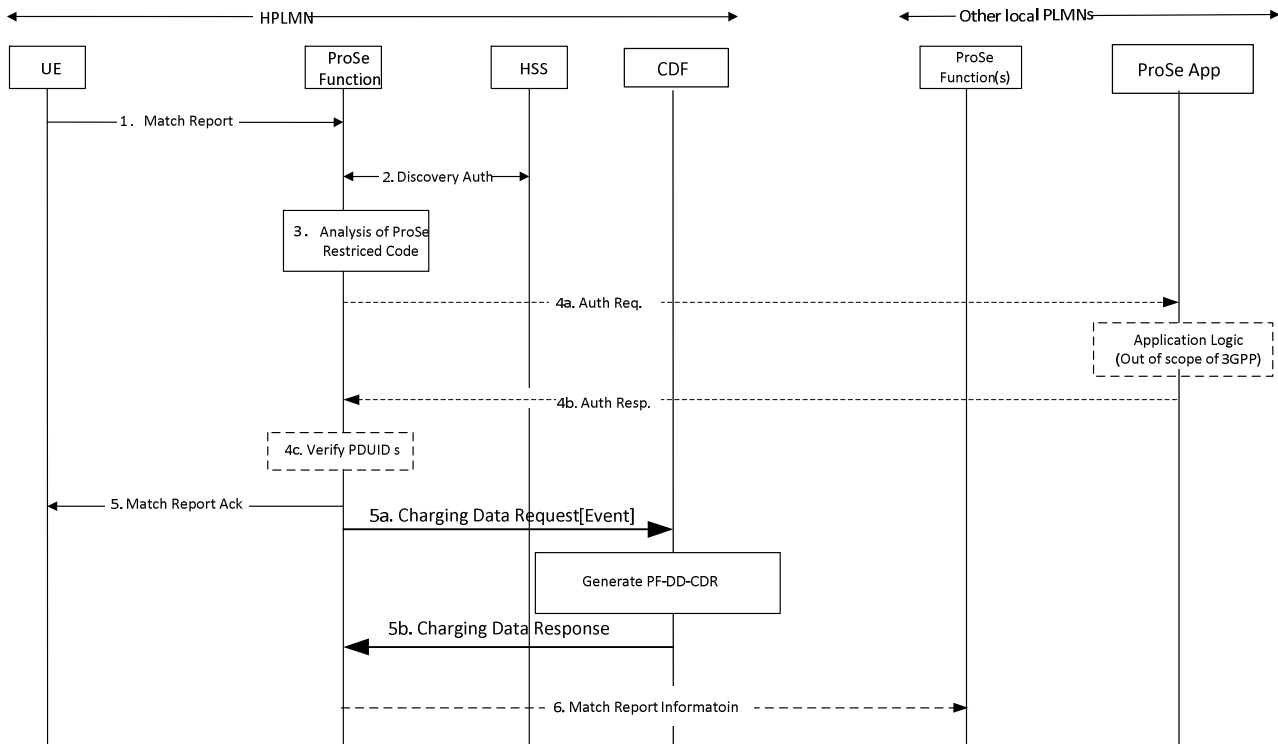 HPLMN
Other local PLMNs
UE
ProSe
Function
HSS
CDF
ProSe
Function(s)
ProSe App
1. Match Report
2. Discovery Auth
3. Analysis of ProSe
Restriced Code
4a. Auth Req.
Application Logic
(Out of scope of 3GPP)
4b. Auth Resp.
4c. Verify PDUID s
5. Match Report Ack
5a. Charging Data Request[Event]
Generate PF-DD-CDR
5b. Charging Data Response
6. Match Report Informatoin